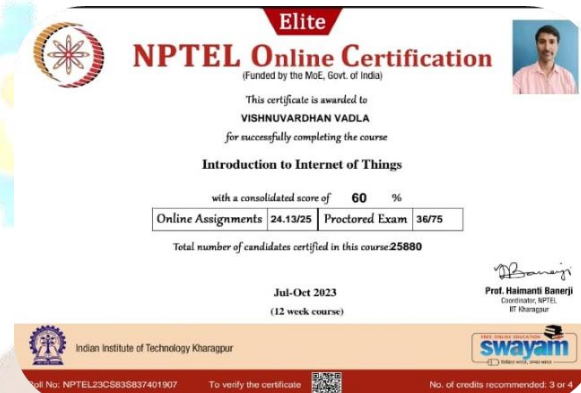 Elite
NPTEL Online Certification
(Funded by the MoE, Govt. of India)
This certificate is awarded to
VISHNUVARDHAN VADLA
for successfully completing the course
Introduction to Internet of Things
with a consolidated score of 60 %
Online Assignments 24.13/25 Proctored Exam 36/75
Total number of candidates certified in this course:25880
Jul-Oct 2023
(12 week course)
Prof. Haimanti Banerji
Coordinator, NPTEL
IIT Kharagpur
Indian Institute of Technology Kharagpur
FREE ONLINE EDUCATION
swayam
Roll No: NPTEL23CS83S837401907 To verify the certificate No. of credits recommended: 3 or 4